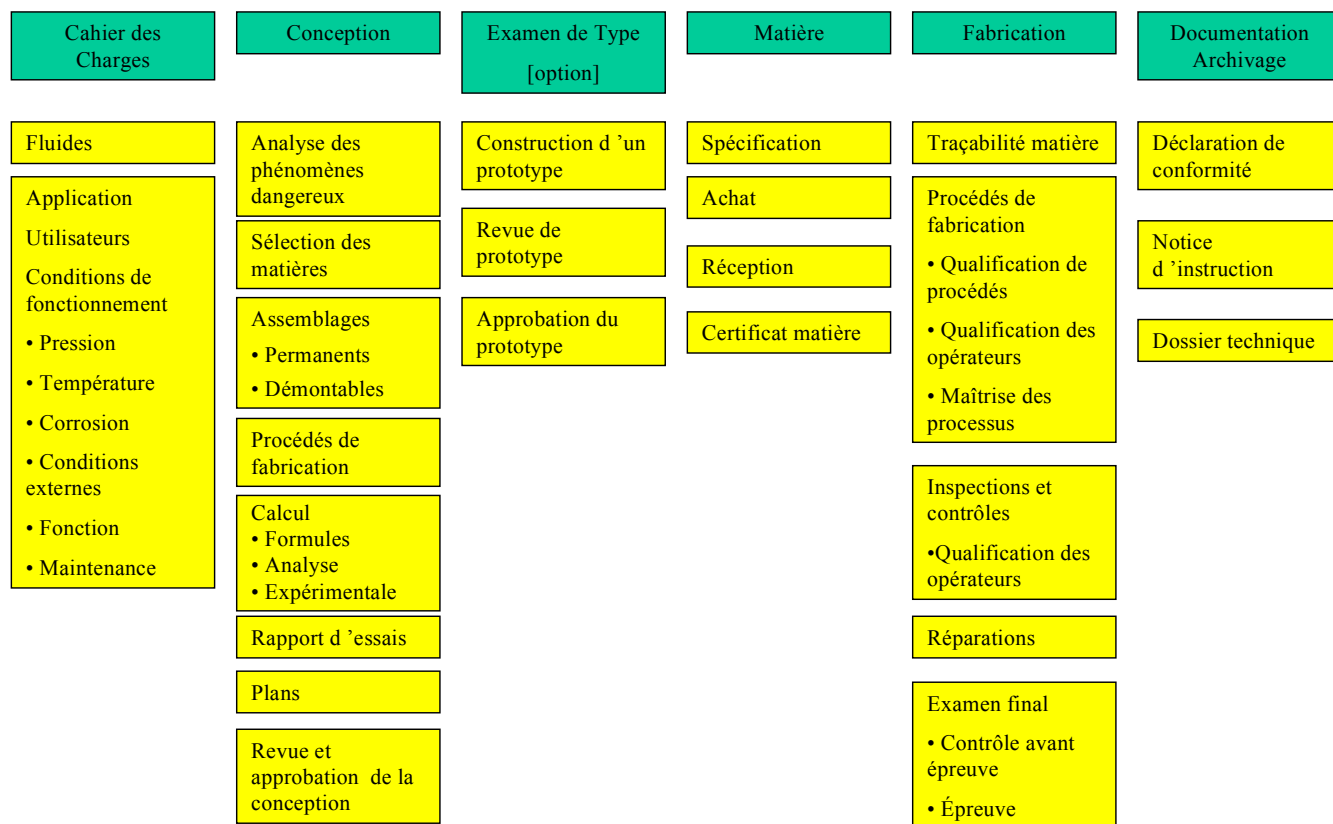 Cahier des
Charges
Fluides
Application
Utilisateurs
Conditions de
fonctionnement
• Pression
• Température
• Corrosion
• Conditions
externes
• Fonction
• Maintenance
Conception
Analyse des
phénomènes
dangereux
Sélection des
matières
Assemblages
• Permanents
• Démontables
Procédés de
fabrication
Calcul
• Formules
• Analyse
• Expérimentale
Rapport d ’essais
Plans
Revue et
approbation de la
conception
Examen de Type
[option]
Construction d ’un
prototype
Revue de
prototype
Approbation du
prototype
Matière
Spécification
Achat
Réception
Certificat matière
Fabrication
Traçabilité matière
Procédés de
fabrication
• Qualification de
procédés
• Qualification des
opérateurs
• Maîtrise des
processus
Inspections et
contrôles
•Qualification des
opérateurs
Réparations
Examen final
• Contrôle avant
épreuve
• Épreuve
Documentation
Archivage
Déclaration de
conformité
Notice
d ’instruction
Dossier technique